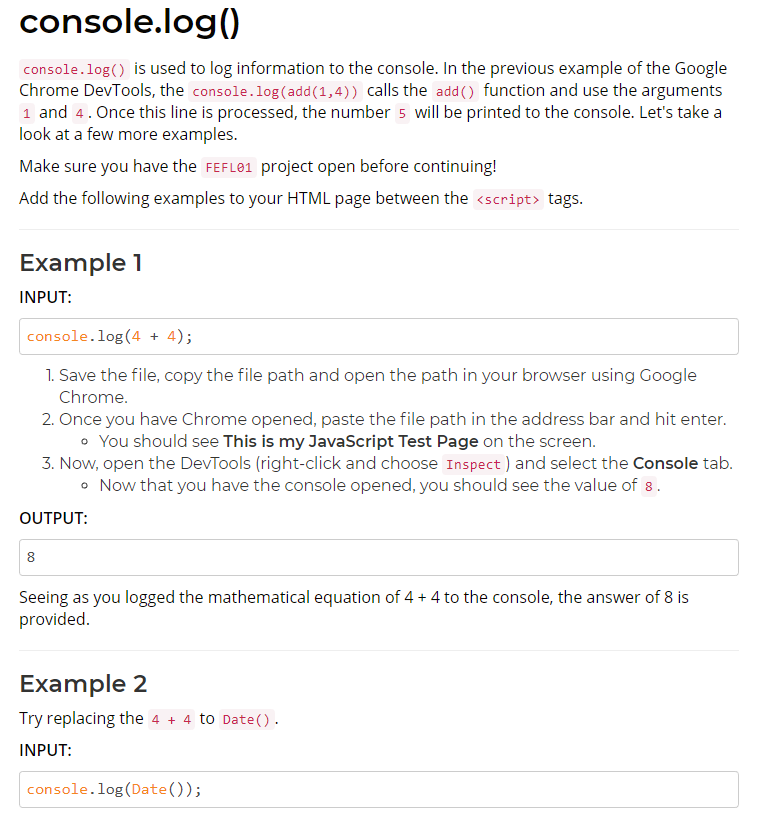 console.log()
console.log() is used to log information to the console. In the previous example of the Google
Chrome DevTools, the console.log(add(1,4)) calls the add() function and use the arguments
1 and 4. Once this line is processed, the number 5 will be printed to the console. Let's take a
look at a few more examples.
Make sure you have the FEFL01 project open before continuing!
Add the following examples to your HTML page between the <script> tags.
Example 1
INPUT:
console.log(4 + 4);
1. Save the file, copy the file path and open the path in your browser using Google
Chrome.
2. Once you have Chrome opened, paste the file path in the address bar and hit enter.
You should see This is my JavaScript Test Page on the screen.
3. Now, open the DevTools (right-click and choose Inspect) and select the Console tab.
Now that you have the console opened, you should see the value of 8.
OUTPUT:
8
Seeing as you logged the mathematical equation of 4 + 4 to the console, the answer of 8 is
provided.
Example 2
Try replacing the 4 + 4 to Date().
INPUT:
console.log(Date());